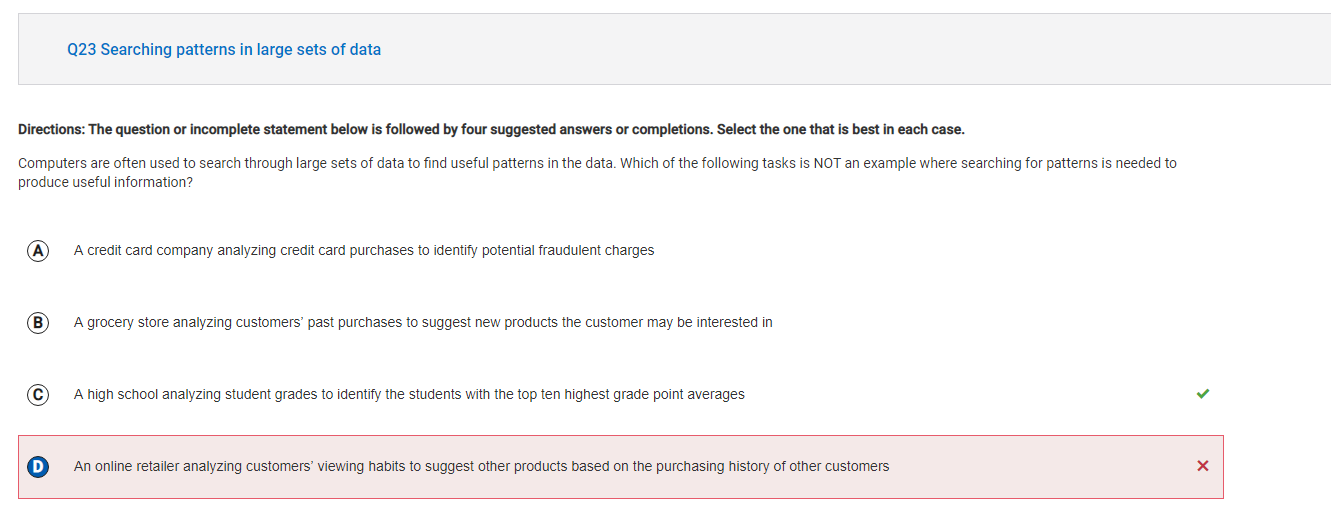 Q23 Searching patterns in large sets of data
Directions: The question or incomplete statement below is followed by four suggested answers or completions. Select the one that is best in each case.
Computers are often used to search through large sets of data to find useful patterns in the data. Which of the following tasks is NOT an example where searching for patterns is needed to
produce useful information?
A A credit card company analyzing credit card purchases to identify potential fraudulent charges
B A grocery store analyzing customers' past purchases to suggest new products the customer may be interested in
C A high school analyzing student grades to identify the students with the top ten highest grade point averages
D An online retailer analyzing customers' viewing habits to suggest other products based on the purchasing history of other customers